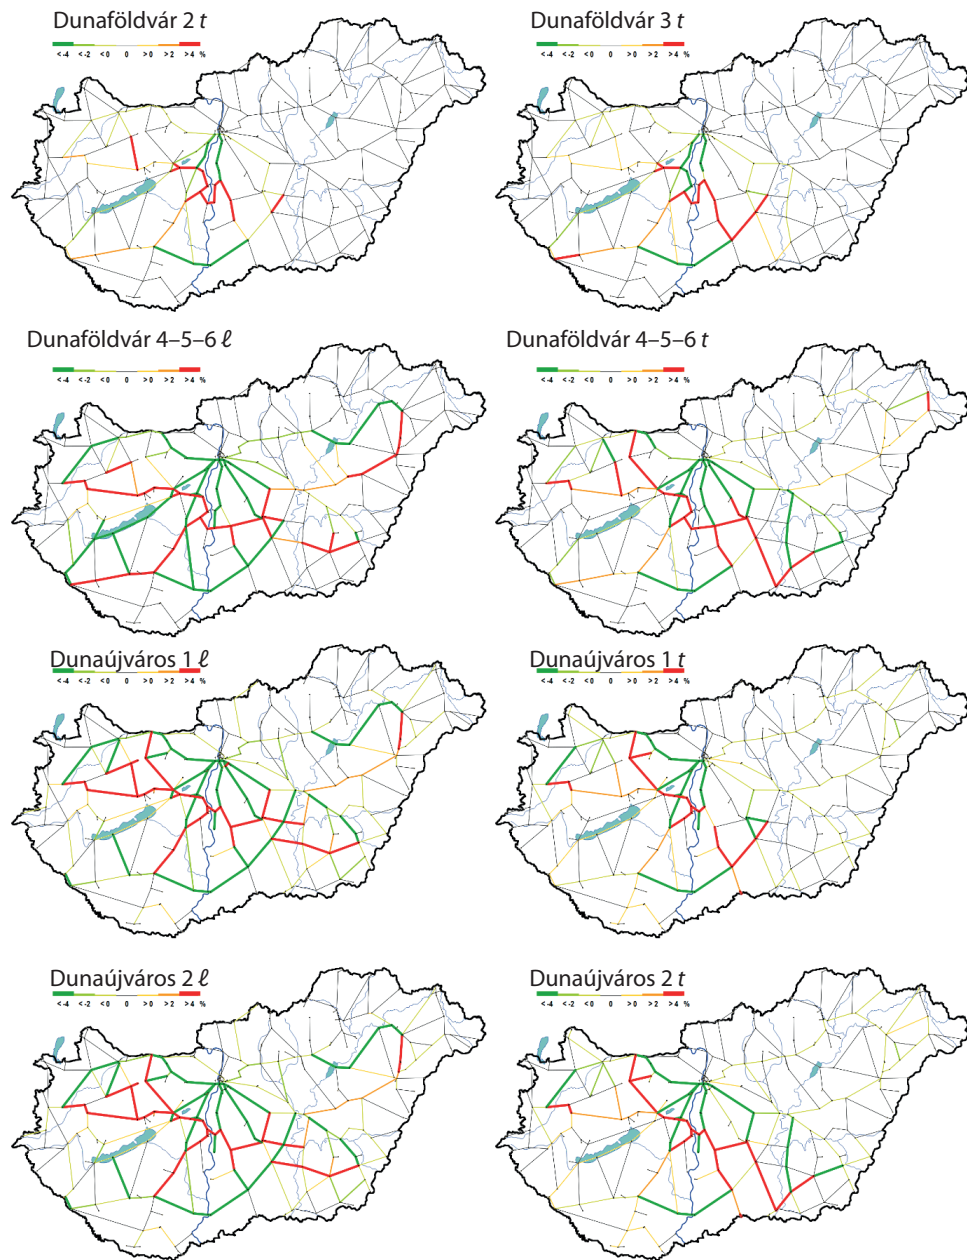 Dunaföldvár 2 t
< -4 < -2 < 0 0 > 0 > 2 > 4 %
Dunaföldvár 3 t
< -4 < -2 < 0 0 > 0 > 2 > 4 %
Dunaföldvár 4–5–6 ℓ
< -4 < -2 < 0 0 > 0 > 2 > 4 %
Dunaföldvár 4–5–6 t
< -4 < -2 < 0 0 > 0 > 2 > 4 %
Dunaújváros 1 ℓ
< -4 < -2 < 0 0 > 0 > 2 > 4 %
Dunaújváros 1 t
< -4 < -2 < 0 0 > 0 > 2 > 4 %
Dunaújváros 2 ℓ
< -4 < -2 < 0 0 > 0 > 2 > 4 %
Dunaújváros 2 t
< -4 < -2 < 0 0 > 0 > 2 > 4 %